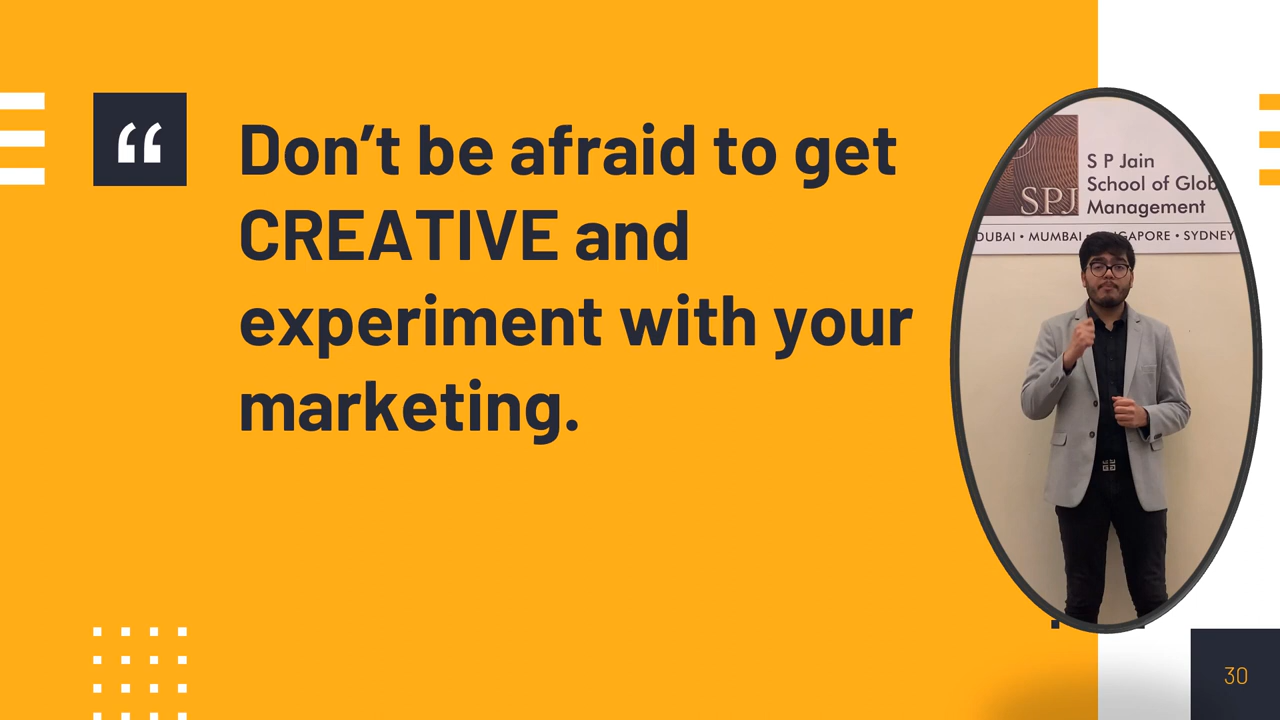 “
Don’t be afraid to get
CREATIVE and
experiment with your
marketing.
SPJ
S P Jain
School of Glob
Management
DUBAI • MUMBAI • GAPORE • SYDNEY
30